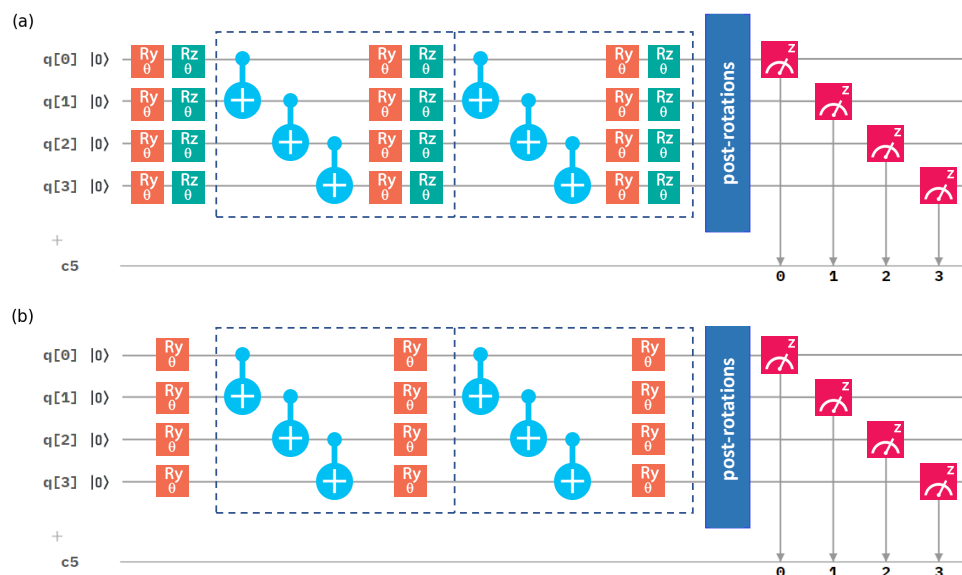 (a)
q[0] |0⟩ Ry θ Rz θ Ry θ Rz θ Ry θ Rz θ z
q[1] |0⟩ Ry θ Rz θ Ry θ Rz θ Ry θ Rz θ z
q[2] |0⟩ Ry θ Rz θ Ry θ Rz θ Ry θ Rz θ z
q[3] |0⟩ Ry θ Rz θ Ry θ Rz θ Ry θ Rz θ z
post-rotations
+
c5
0 1 2 3
(b)
q[0] |0⟩ Ry θ Ry θ Ry θ z
q[1] |0⟩ Ry θ Ry θ Ry θ z
q[2] |0⟩ Ry θ Ry θ Ry θ z
q[3] |0⟩ Ry θ Ry θ Ry θ z
post-rotations
+
c5
0 1 2 3